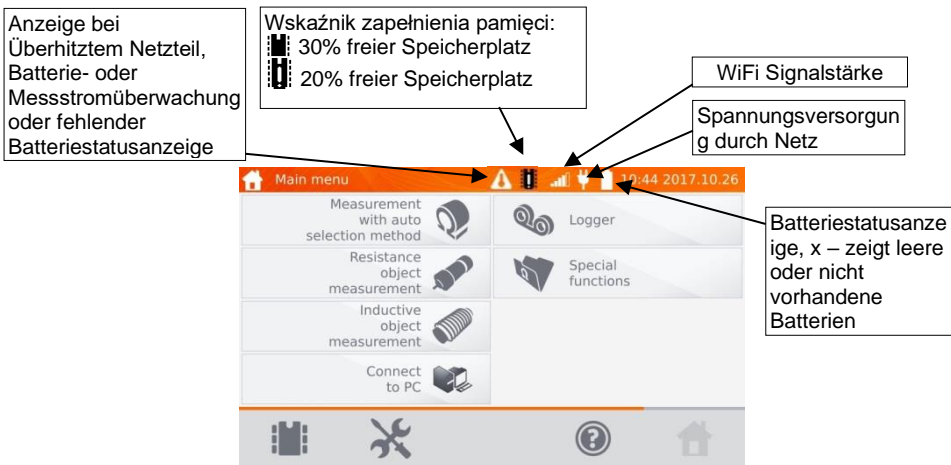 Anzeige bei
Überhitztem Netzteil,
Batterie- oder
Messstromüberwachung
oder fehlender
Batteriestatusanzeige
Wskaźnik zapełnienia pamięci:
30% freier Speicherplatz
20% freier Speicherplatz
WiFi Signalstärke
Spannungsversorgun
g durch Netz
Batteriestatusanze
ige, x – zeigt leere
oder nicht
vorhandene
Batterien
Main menu
10:44 2017.10.26
Measurement
with auto
selection method
Logger
Resistance
object
measurement
Special
functions
Inductive
object
measurement
Connect
to PC